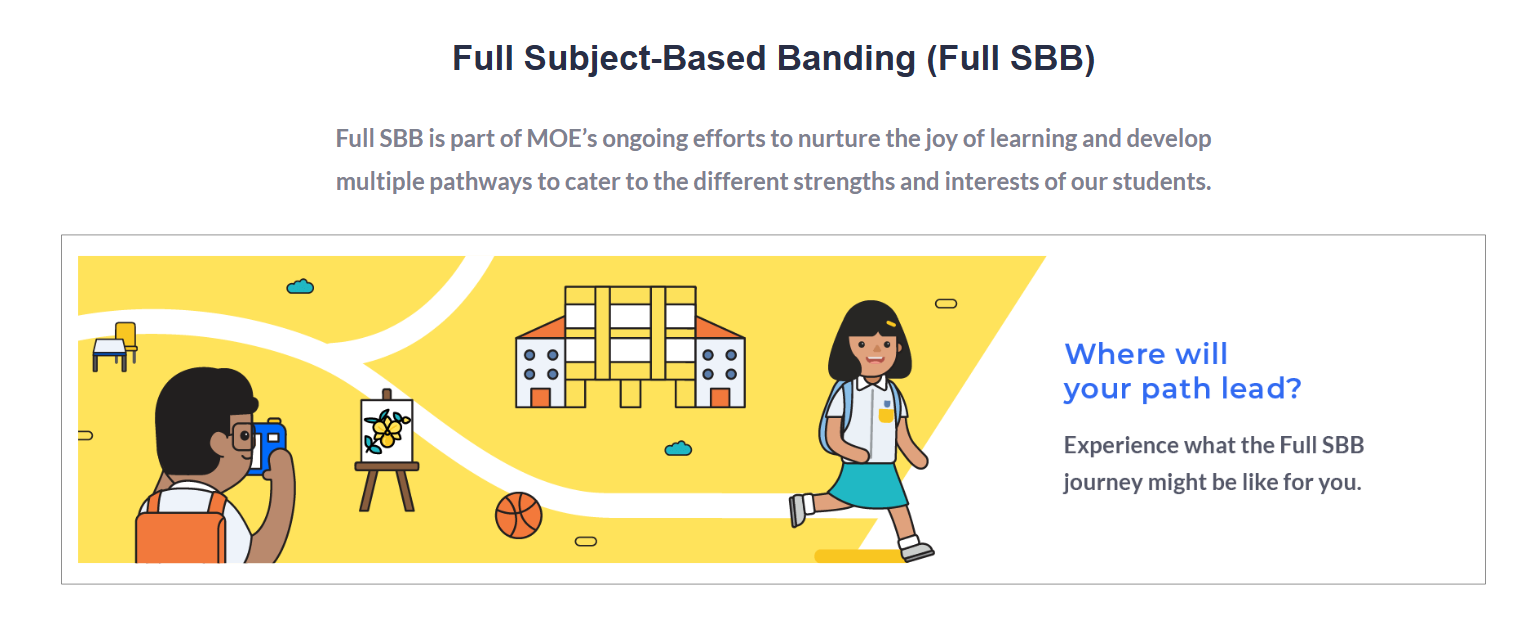 Full Subject-Based Banding (Full SBB)
Full SBB is part of MOE’s ongoing efforts to nurture the joy of learning and develop
multiple pathways to cater to the different strengths and interests of our students.
Where will
your path lead?
Experience what the Full SBB
journey might be like for you.